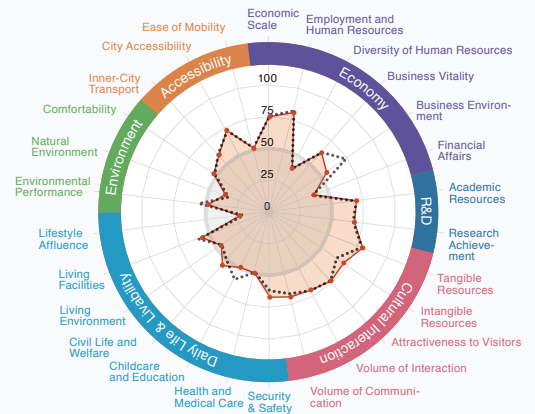 Economic
Scale
Employment and
Human Resources
Diversity of Human Resources
Business Vitality
Business Environ-
ment
Financial
Affairs
Academic
Resources
Research
Achieve-
ment
Tangible
Resources
Intangible
Resources
Attractiveness to Visitors
Volume of Interaction
Volume of Communi-
cation
Security
& Safety
Health and
Medical Care
Childcare
and Education
Civil Life and
Welfare
Living
Environment
Living
Facilities
Lifestyle
Affluence
Environmental
Performance
Natural
Environment
Comfortability
Inner-City
Transport
City Accessibility
Ease of Mobility
Economy
R&D
Cultural Interaction
Daily Life & Livability
Environment
Accessibility
100
75
50
25
0